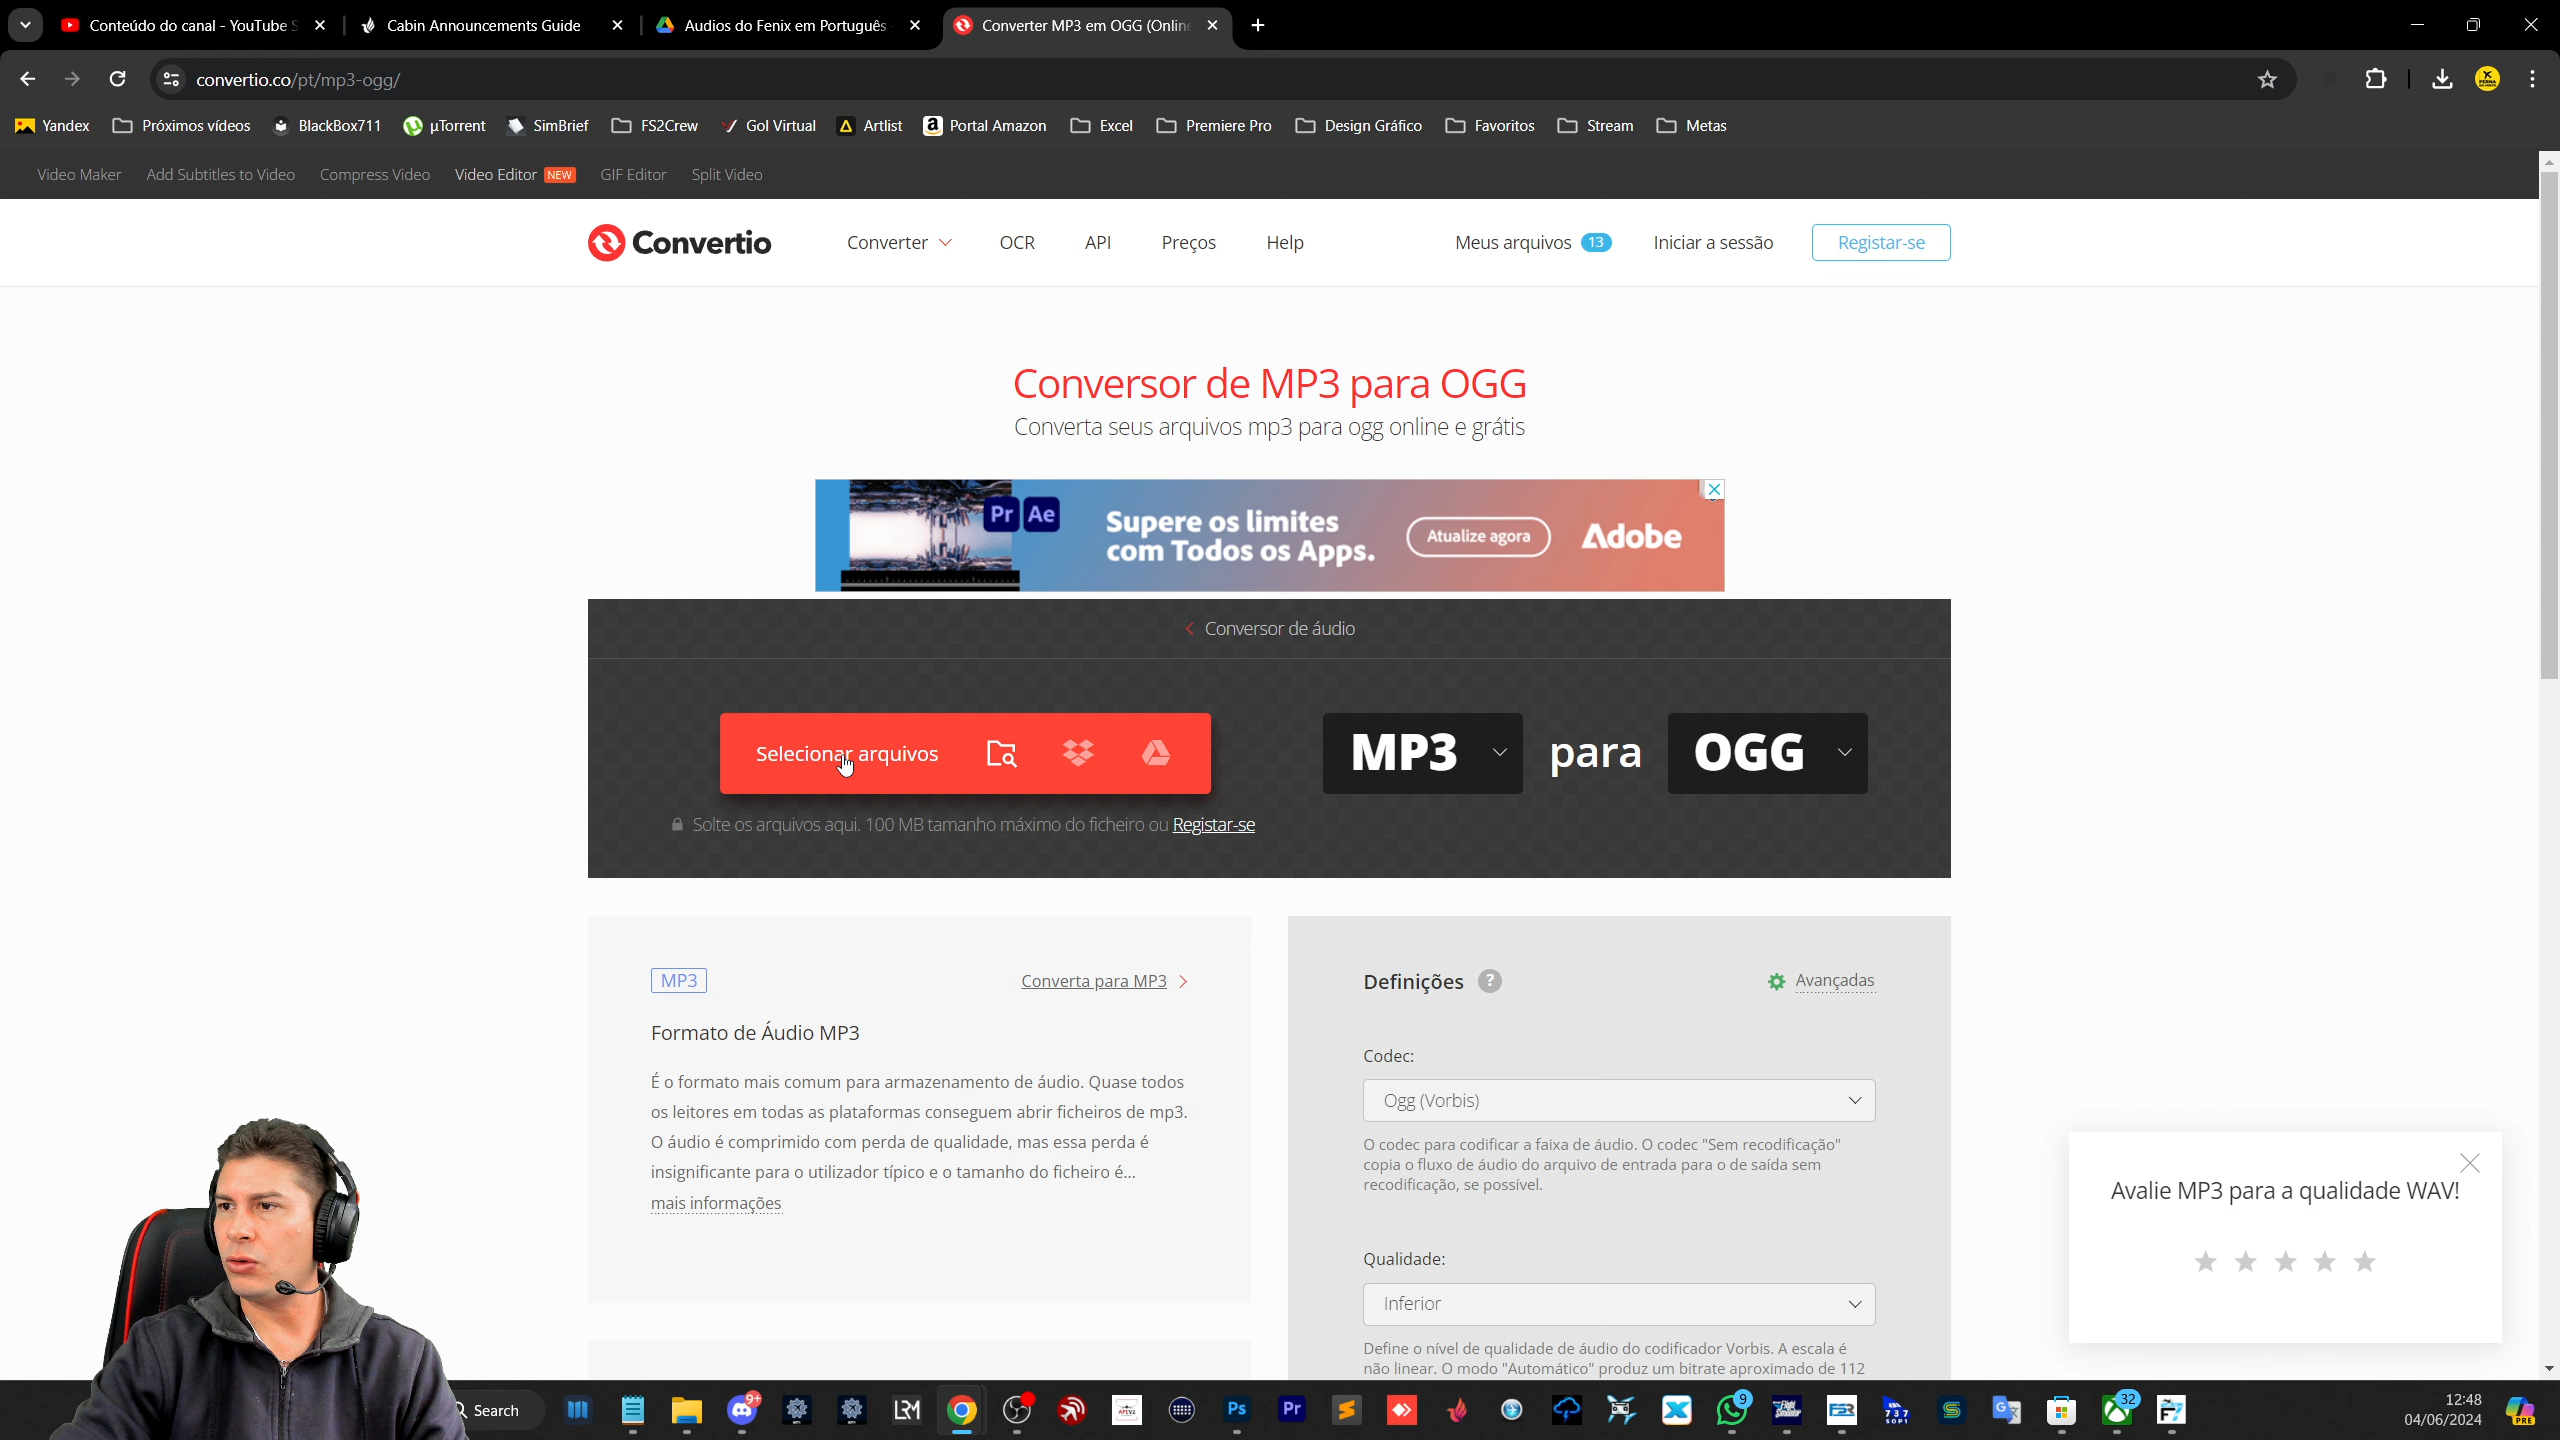 Conteúdo do canal - YouTube S
Cabin Announcements Guide
Audios do Fenix em Português
Converter MP3 em OGG (Online
convertio.co/pt/mp3-ogg/
Yandex
Próximos vídeos
BlackBox711
µTorrent
SimBrief
FS2Crew
Gol Virtual
Artlist
Portal Amazon
Excel
Premiere Pro
Design Gráfico
Favoritos
Stream
Metas
Video Maker
Add Subtitles to Video
Compress Video
Video Editor NEW
GIF Editor
Split Video
Convertio
Converter
OCR
API
Preços
Help
Meus arquivos 13
Iniciar a sessão
Registar-se
Conversor de MP3 para OGG
Converta seus arquivos mp3 para ogg online e grátis
Pr Ae
Supere os limites
com Todos os Apps.
Atualize agora
Adobe
Conversor de áudio
Selecionar arquivos
MP3 para OGG
Solte os arquivos aqui. 100 MB tamanho máximo do ficheiro ou Registar-se
MP3
Converta para MP3
Formato de Áudio MP3
É o formato mais comum para armazenamento de áudio. Quase todos
os leitores em todas as plataformas conseguem abrir ficheiros de mp3.
O áudio é comprimido com perda de qualidade, mas essa perda é
insignificante para o utilizador típico e o tamanho do ficheiro é...
mais informações
Definições ?
Avançadas
Codec:
Ogg (Vorbis)
O codec para codificar a faixa de áudio. O codec "Sem recodificação"
copia o fluxo de áudio do arquivo de entrada para o de saída sem
recodificação, se possível.
Qualidade:
Inferior
Define o nível de qualidade de áudio do codificador Vorbis. A escala é
não linear. O modo "Automático" produz um bitrate aproximado de 112
Avalie MP3 para a qualidade WAV!
Search
9+
LRM
Ps
Pr
9
FSR
737
SOP1
32
12:48
04/06/2024
PRE